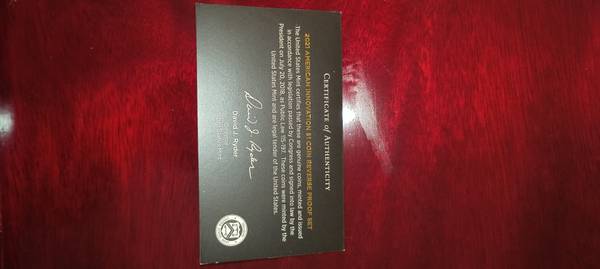 CERTIFICATE of AUTHENTICITY
2021 AMERICAN INNOVATION $1 COIN REVERSE PROOF SET
The United States Mint certifies that these are genuine coins, minted and issued
in accordance with legislation passed by Congress and signed into law by the
President on July 20, 2018, as Public Law 115-197. These coins were minted by the
United States Mint and are legal tender of the United States.
David J. Ryder
David J. Ryder